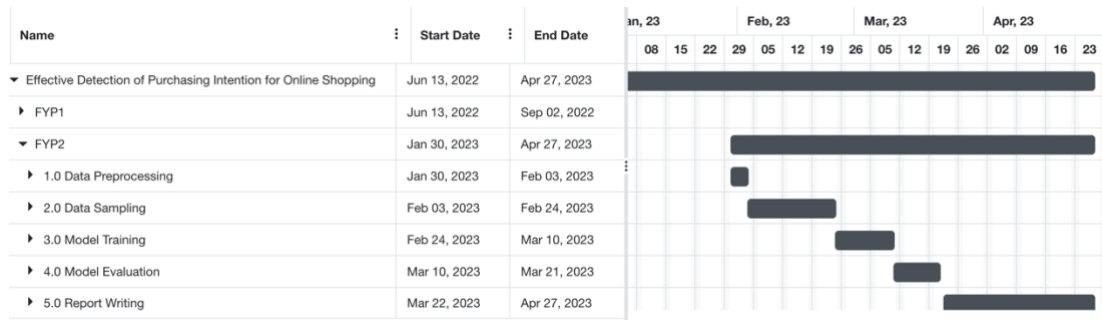 an, 23 Feb, 23 Mar, 23 Apr, 23
Name Start Date End Date
08 15 22 29 05 12 19 26 05 12 19 26 02 09 16 23
Effective Detection of Purchasing Intention for Online Shopping Jun 13, 2022 Apr 27, 2023
FYP1 Jun 13, 2022 Sep 02, 2022
FYP2 Jan 30, 2023 Apr 27, 2023
1.0 Data Preprocessing Jan 30, 2023 Feb 03, 2023
2.0 Data Sampling Feb 03, 2023 Feb 24, 2023
3.0 Model Training Feb 24, 2023 Mar 10, 2023
4.0 Model Evaluation Mar 10, 2023 Mar 21, 2023
5.0 Report Writing Mar 22, 2023 Apr 27, 2023